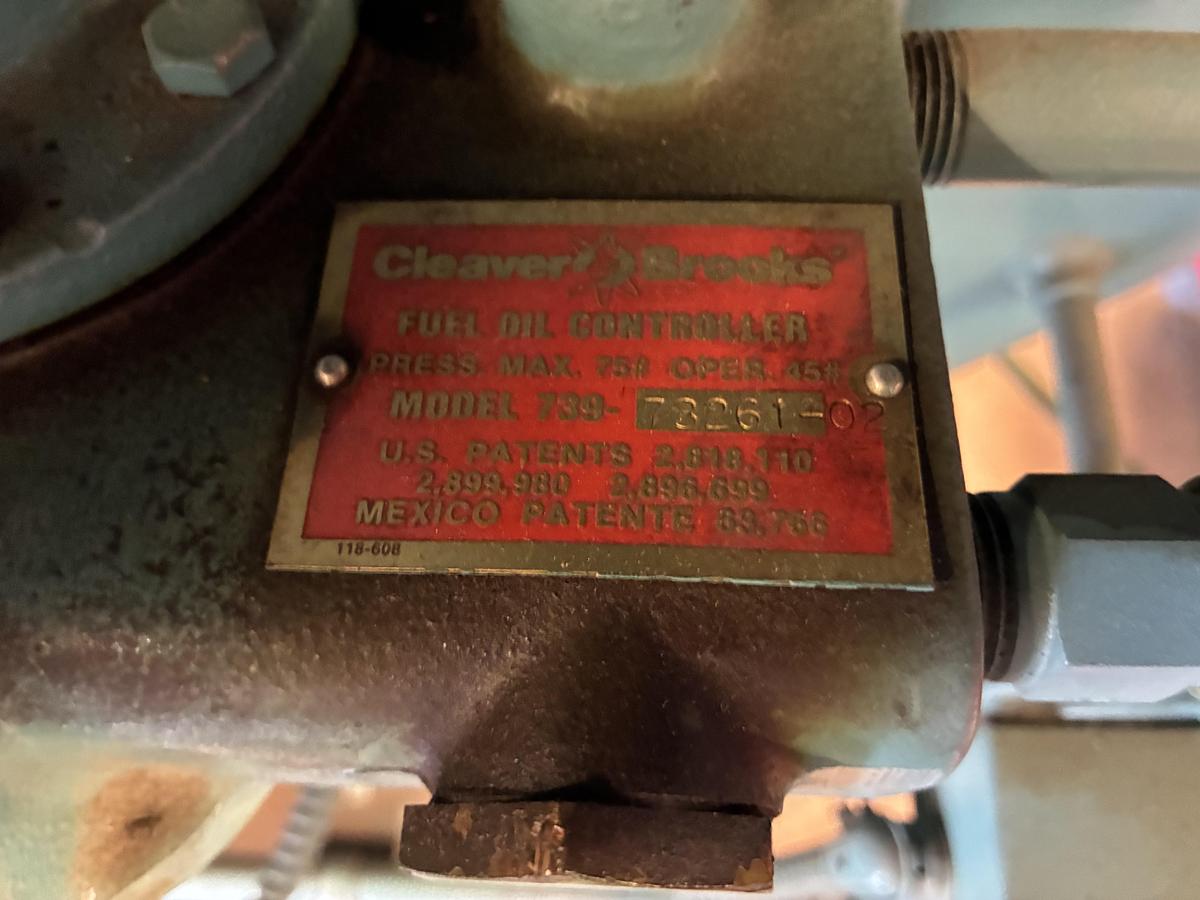 Cleaver Brooks
FUEL OIL CONTROLLER
PRESS. MAX. 75# OPER. 45#
MODEL 739- 73261-02
U.S. PATENTS 2,818,110
2,899,980 2,896,699
MEXICO PATENTE 63,766
118-608